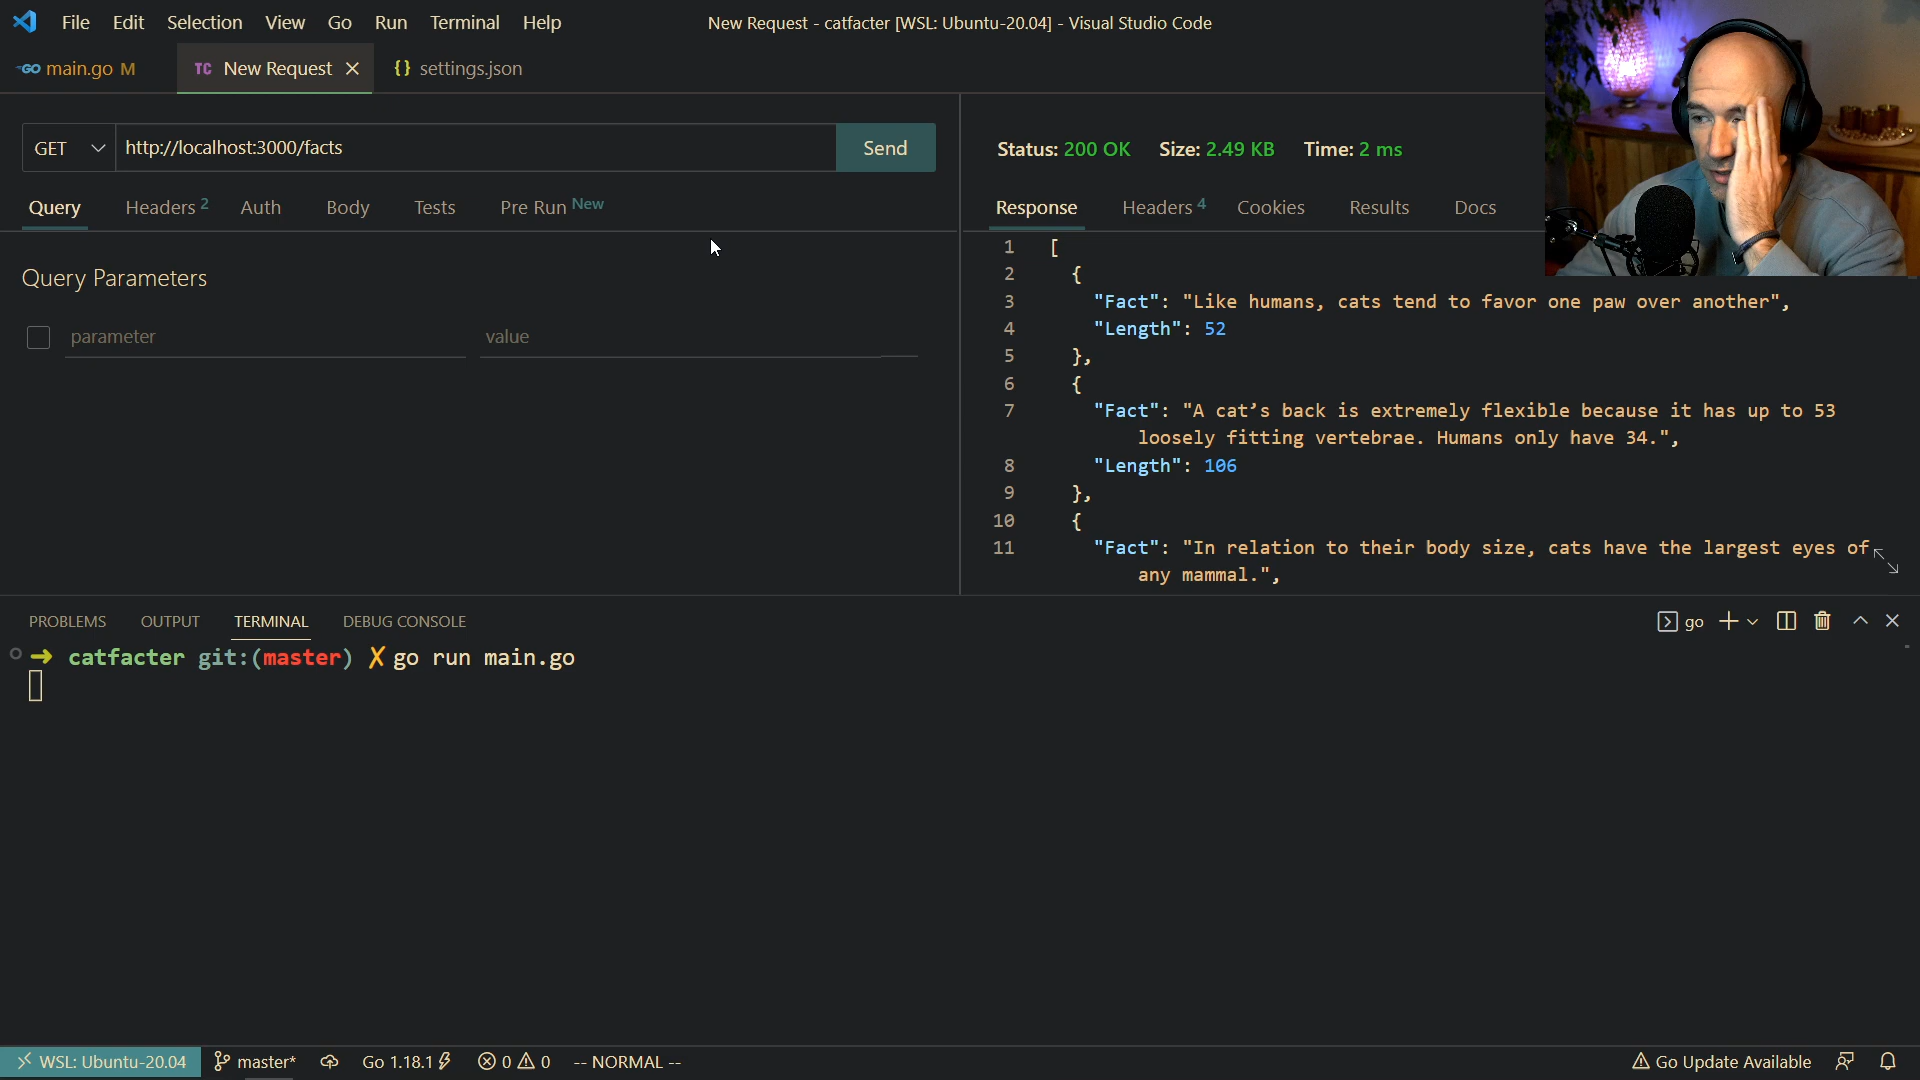 File Edit Selection View Go Run Terminal Help
New Request - catfacter [WSL: Ubuntu-20.04] - Visual Studio Code
GO main.go M
TC New Request
{} settings.json
GET http://localhost:3000/facts Send
Query Headers 2 Auth Body Tests Pre Run New
Query Parameters
parameter value
Status: 200 OK Size: 2.49 KB Time: 2 ms
Response Headers 4 Cookies Results Docs
1 [
2 {
3 "Fact": "Like humans, cats tend to favor one paw over another",
4 "Length": 52
5 },
6 {
7 "Fact": "A cat’s back is extremely flexible because it has up to 53
loosely fitting vertebrae. Humans only have 34.",
8 "Length": 106
9 },
10 {
11 "Fact": "In relation to their body size, cats have the largest eyes of
any mammal.",
PROBLEMS OUTPUT TERMINAL DEBUG CONSOLE
go
➜ catfacter git:(master) ✗ go run main.go
WSL: Ubuntu-20.04 master* Go 1.18.1 0 0 -- NORMAL --
Go Update Available